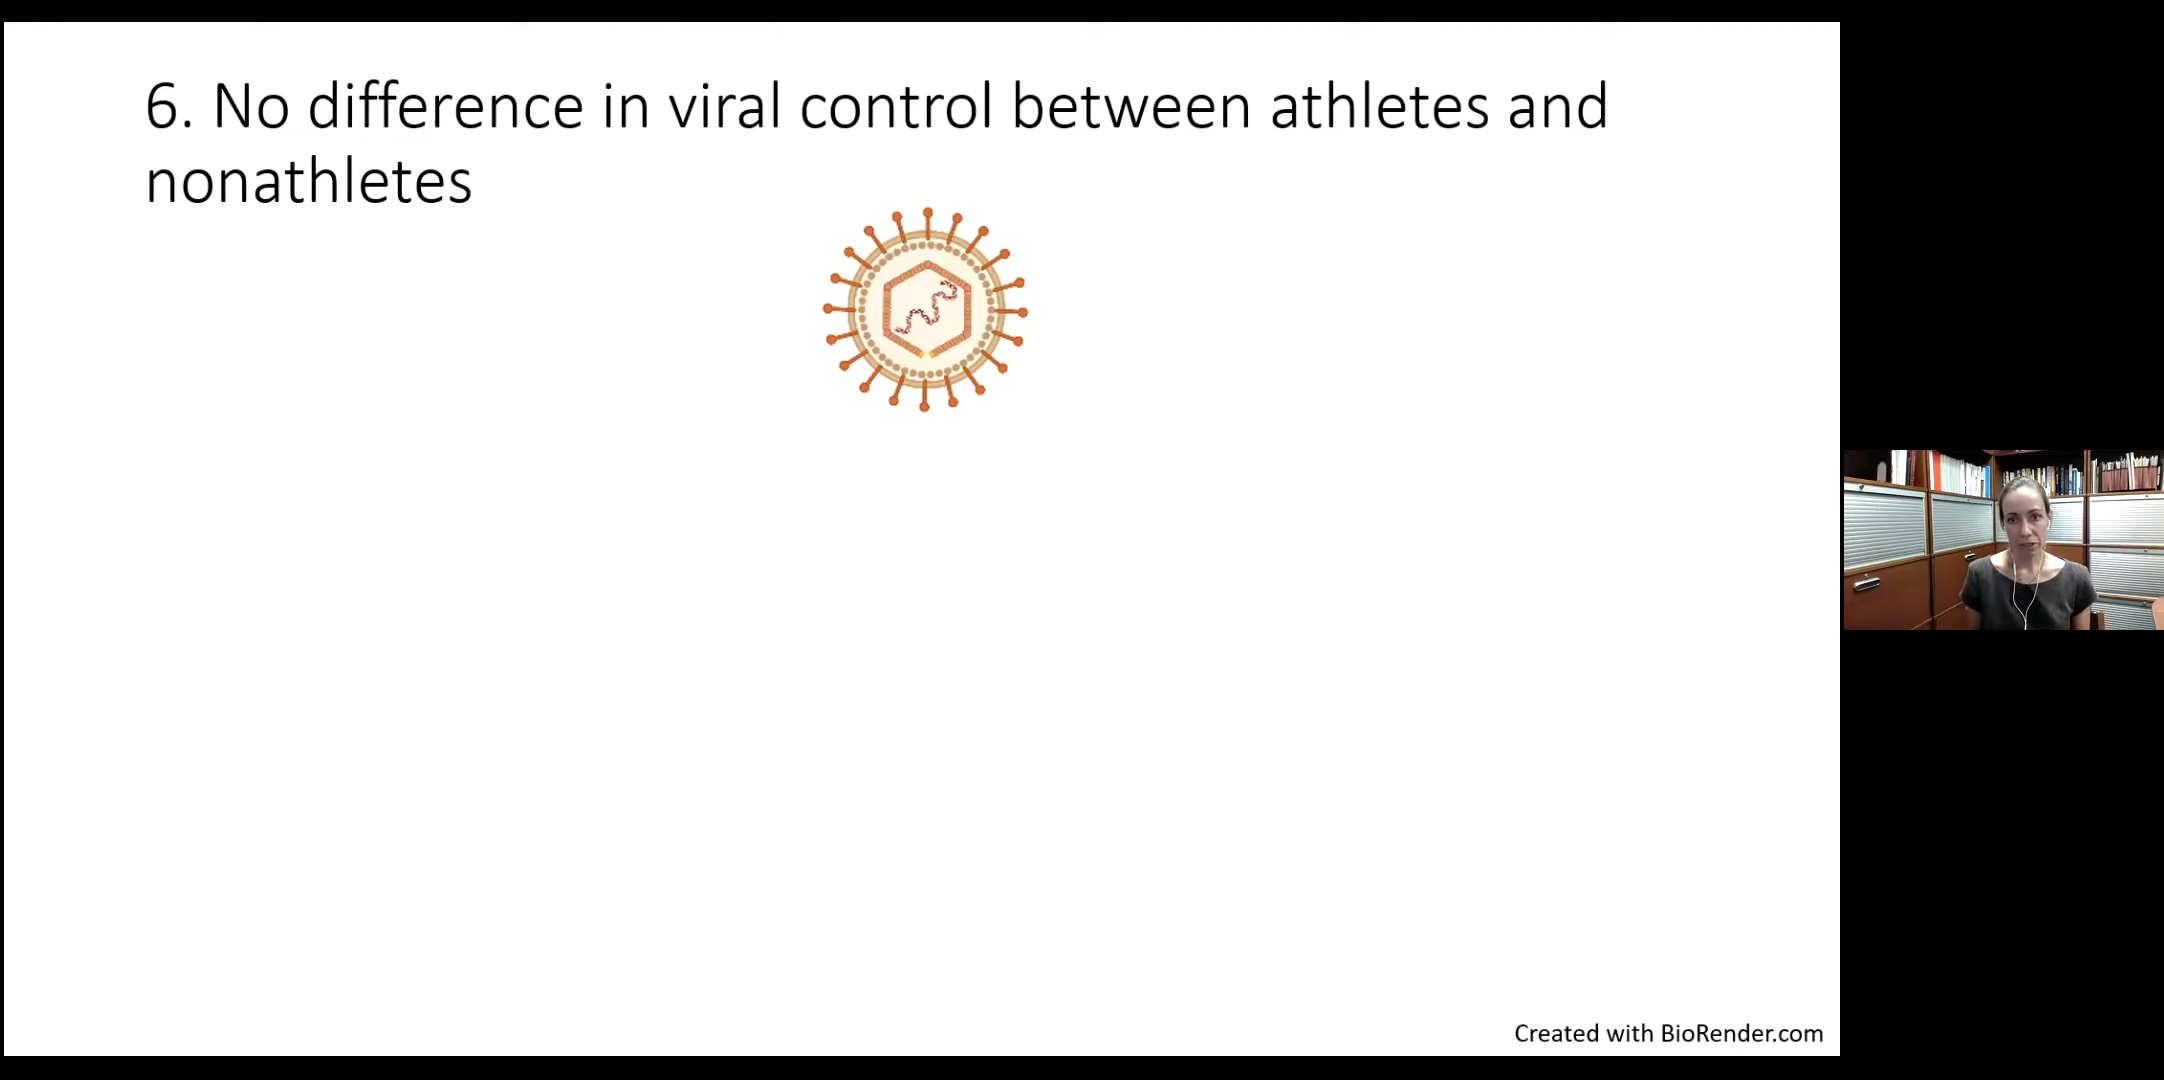 6. No difference in viral control between athletes and
nonathletes
Created with BioRender.com